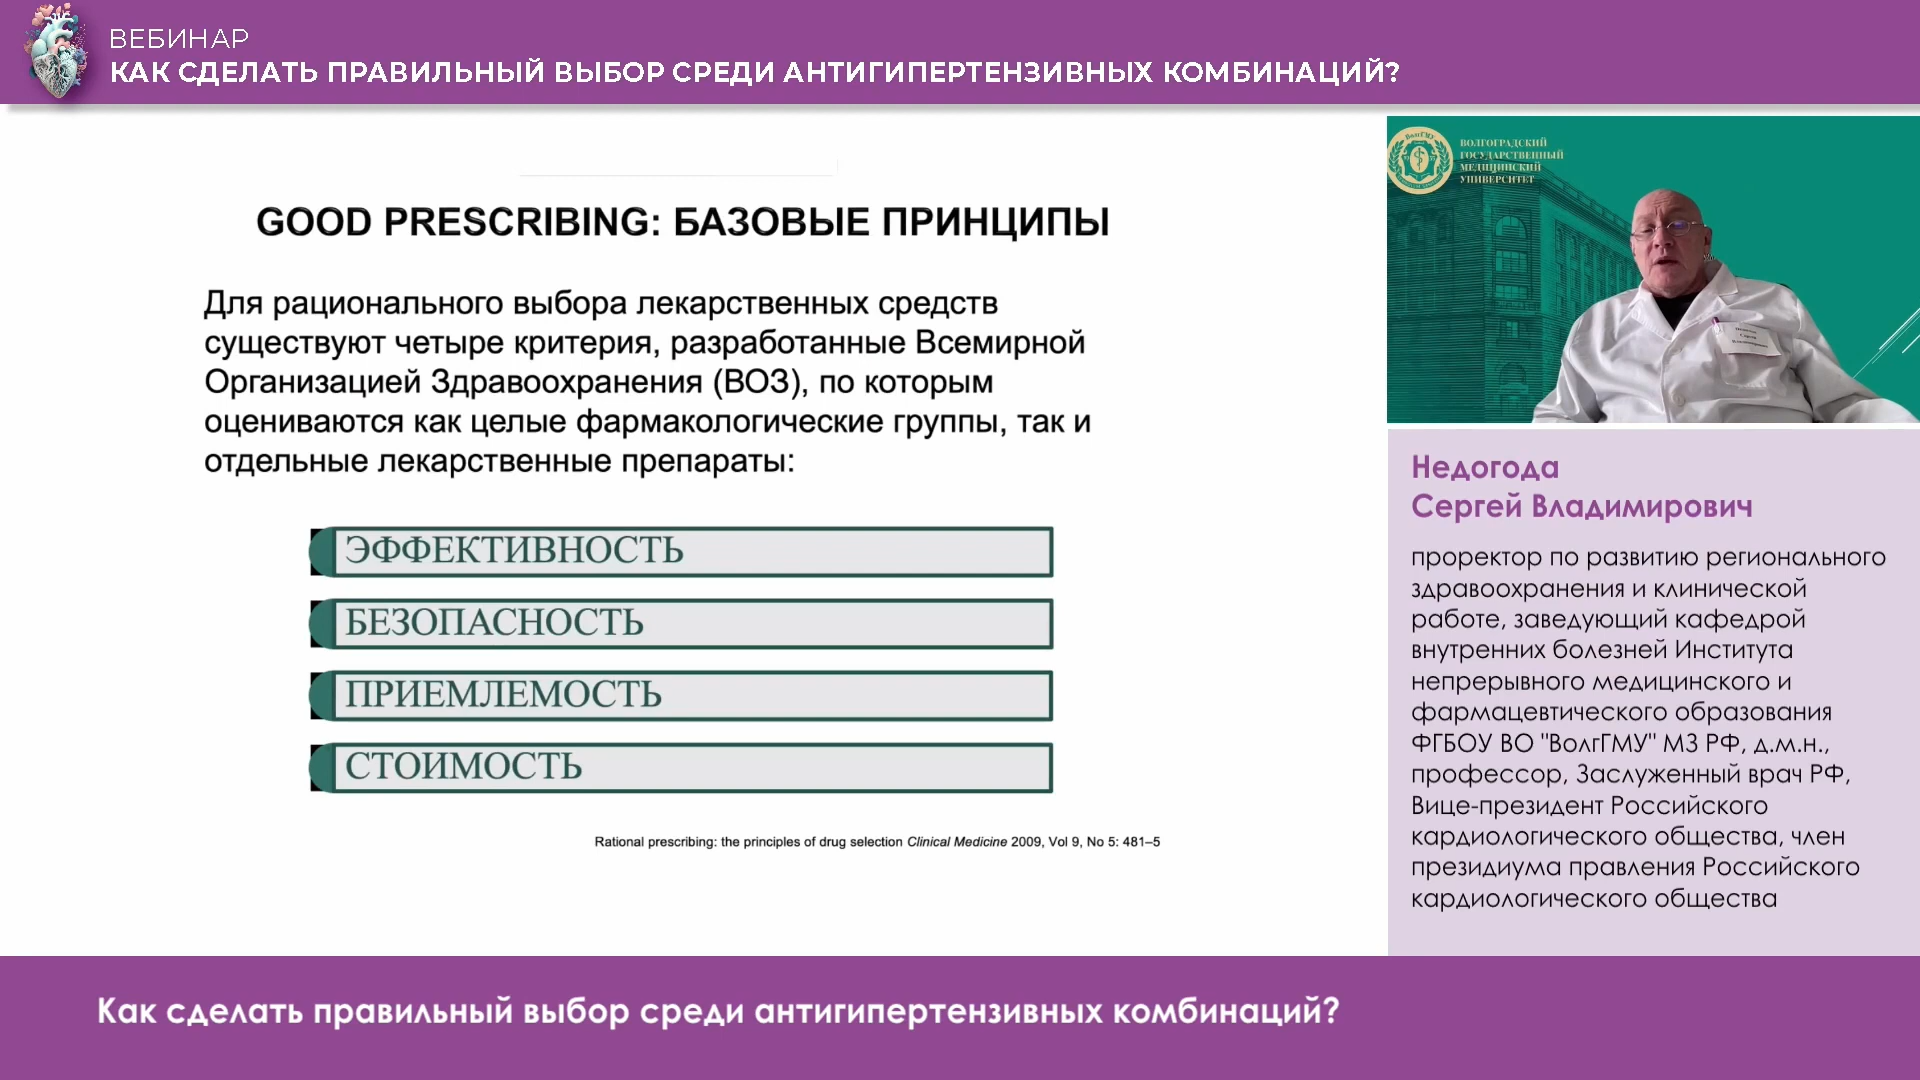 ВЕБИНАР
КАК СДЕЛАТЬ ПРАВИЛЬНЫЙ ВЫБОР СРЕДИ АНТИГИПЕРТЕНЗИВНЫХ КОМБИНАЦИЙ?
GOOD PRESCRIBING: БАЗОВЫЕ ПРИНЦИПЫ
Для рационального выбора лекарственных средств
существуют четыре критерия, разработанные Всемирной
Организацией Здравоохранения (ВОЗ), по которым
оцениваются как целые фармакологические группы, так и
отдельные лекарственные препараты:
ЭФФЕКТИВНОСТЬ
БЕЗОПАСНОСТЬ
ПРИЕМЛЕМОСТЬ
СТОИМОСТЬ
Rational prescribing: the principles of drug selection Clinical Medicine 2009, Vol 9, No 5: 481–5
ВолгГМУ
ВОЛГОГРАДСКИЙ
ГОСУДАРСТВЕННЫЙ
МЕДИЦИНСКИЙ
УНИВЕРСИТЕТ
Недогода
Сергей Владимирович
проректор по развитию регионального
здравоохранения и клинической
работе, заведующий кафедрой
внутренних болезней Института
непрерывного медицинского и
фармацевтического образования
ФГБОУ ВО "ВолгГМУ" МЗ РФ, д.м.н.,
профессор, Заслуженный врач РФ,
Вице-президент Российского
кардиологического общества, член
президиума правления Российского
кардиологического общества
Как сделать правильный выбор среди антигипертензивных комбинаций?